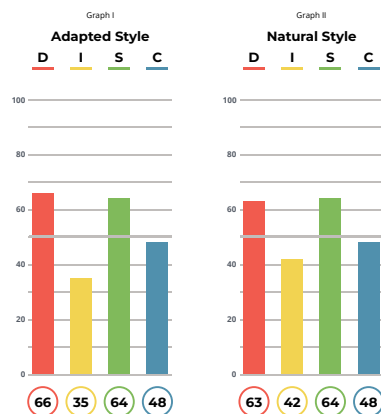 Graph I
Adapted Style
D I S C
100
80
60
40
20
0
66 35 64 48
Graph II
Natural Style
D I S C
100
80
60
40
20
0
63 42 64 48